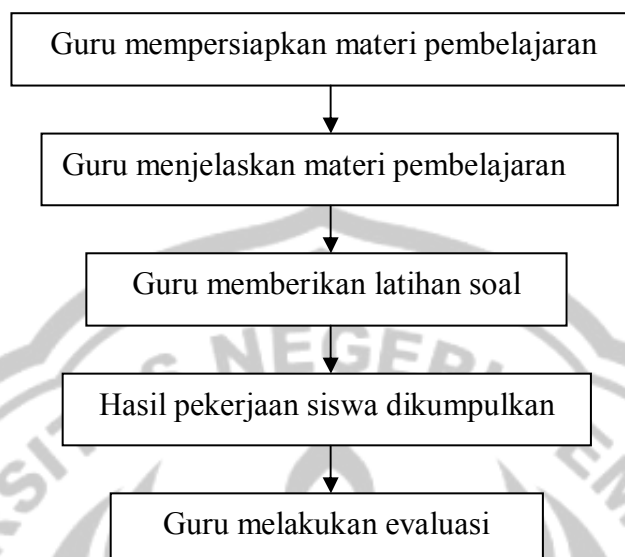 Guru mempersiapkan materi pembelajaran
Guru menjelaskan materi pembelajaran
Guru memberikan latihan soal
Hasil pekerjaan siswa dikumpulkan
Guru melakukan evaluasi